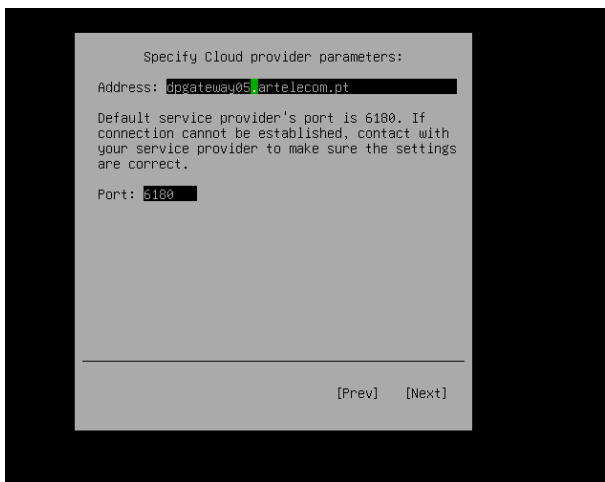 Specify Cloud provider parameters:
Address: dpgateway05.artelecom.pt
Default service provider's port is 6180. If
connection cannot be established, contact with
your service provider to make sure the settings
are correct.
Port: 6180
[Prev] [Next]